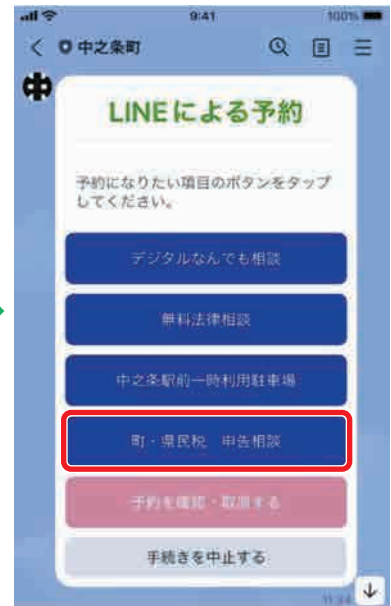 9:41
100%
中之条町
中
LINEによる予約
予約になりたい項目のボタンをタップ
してください。
デジタルなんでも相談
無料法律相談
中之条駅前一時利用駐車場
町・県民税 申告相談
予約を確認・取消する
手続きを中止する